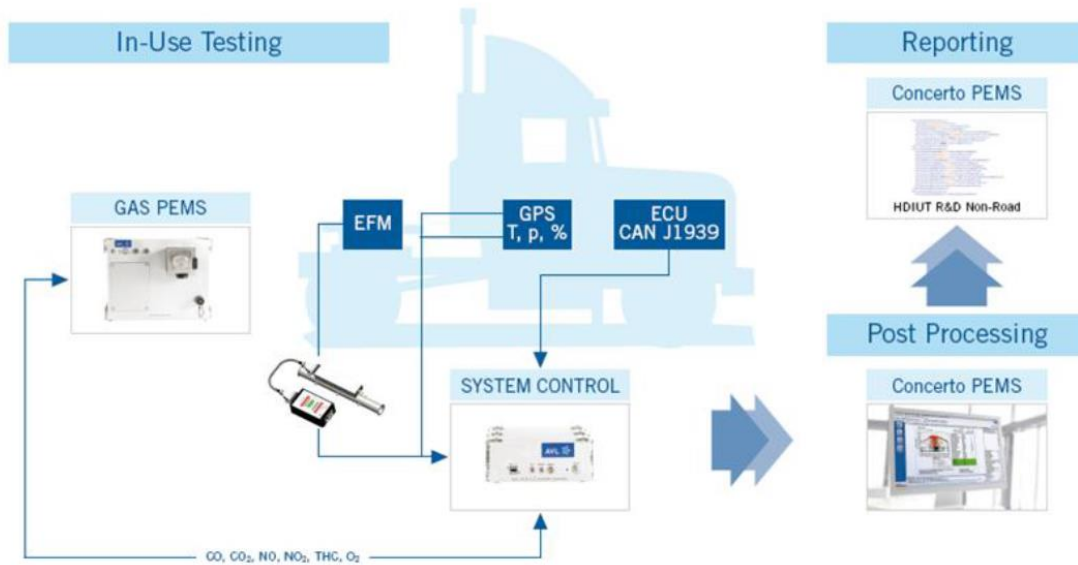 In-Use Testing
Reporting
Concerto PEMS
HDIUT R&D Non-Road
GAS PEMS
EFM
GPS
T, p, %
ECU
CAN J1939
Post Processing
Concerto PEMS
SYSTEM CONTROL
AVL
CO, CO₂, NO, NO₂, THC, O₂